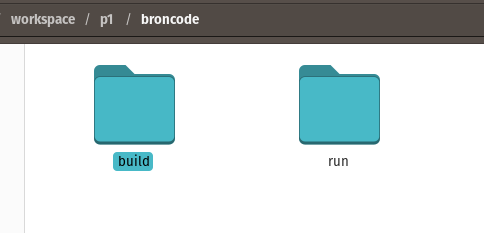 workspace / p1 / broncode
build run